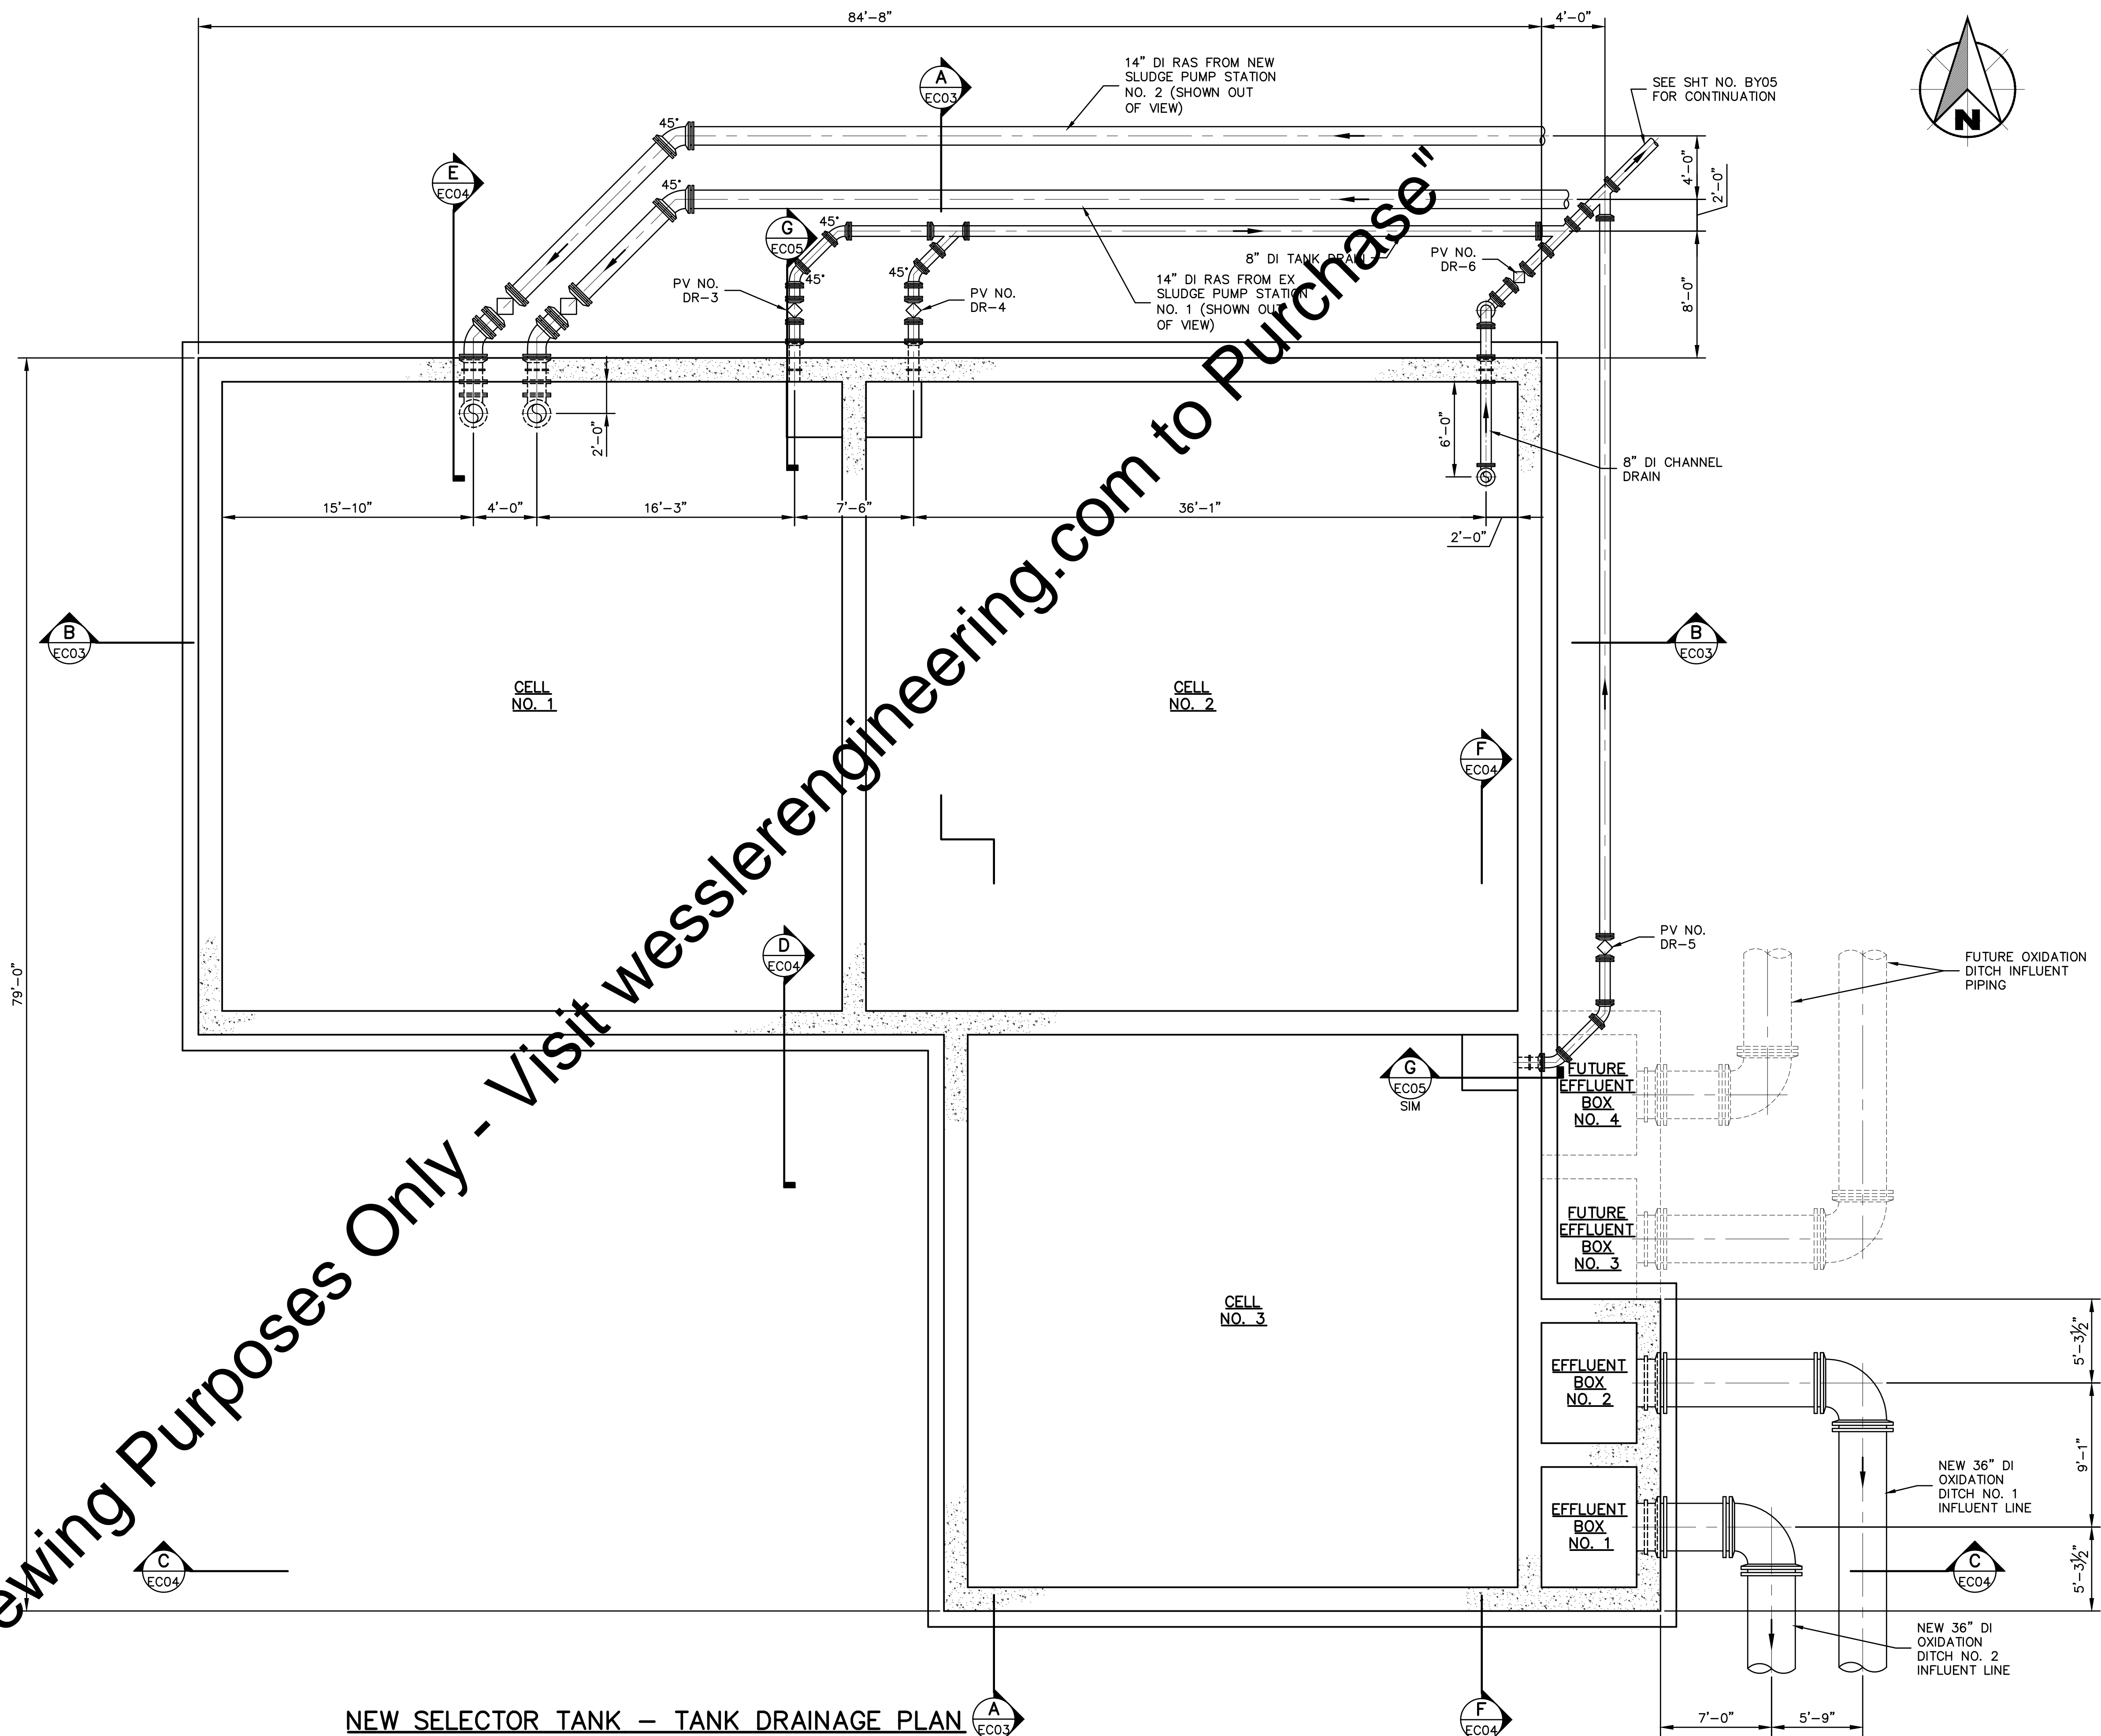 84'-8"
4'-0"
A
EC03
14" DI RAS FROM NEW
SLUDGE PUMP STATION
NO. 2 (SHOWN OUT
OF VIEW)
SEE SHT NO. BY05
FOR CONTINUATION
N
45°
E
EC04
45°
4'-0"
2'-0"
G
EC05
45°
45°
45°
8" DI TANK DRAIN
PV NO.
DR-6
PV NO.
DR-3
PV NO.
DR-4
14" DI RAS FROM EX
SLUDGE PUMP STATION
NO. 1 (SHOWN OUT
OF VIEW)
8'-0"
2'-0"
6'-0"
8" DI CHANNEL
DRAIN
15'-10"
4'-0"
16'-3"
7'-6"
36'-1"
2'-0"
B
EC03
B
EC03
CELL
NO. 1
CELL
NO. 2
F
EC04
D
EC04
PV NO.
DR-5
79'-0"
FUTURE OXIDATION
DITCH INFLUENT
PIPING
G
EC05
SIM
FUTURE
EFFLUENT
BOX
NO. 4
FUTURE
EFFLUENT
BOX
NO. 3
CELL
NO. 3
EFFLUENT
BOX
NO. 2
5'-3½"
9'-1"
5'-3½"
NEW 36" DI
OXIDATION
DITCH NO. 1
INFLUENT LINE
EFFLUENT
BOX
NO. 1
C
EC04
C
EC04
NEW 36" DI
OXIDATION
DITCH NO. 2
INFLUENT LINE
NEW SELECTOR TANK - TANK DRAINAGE PLAN
A
EC03
F
EC04
7'-0"
5'-9"
ewing Purposes Only - Visit wesslerengineering.com to Purchase"